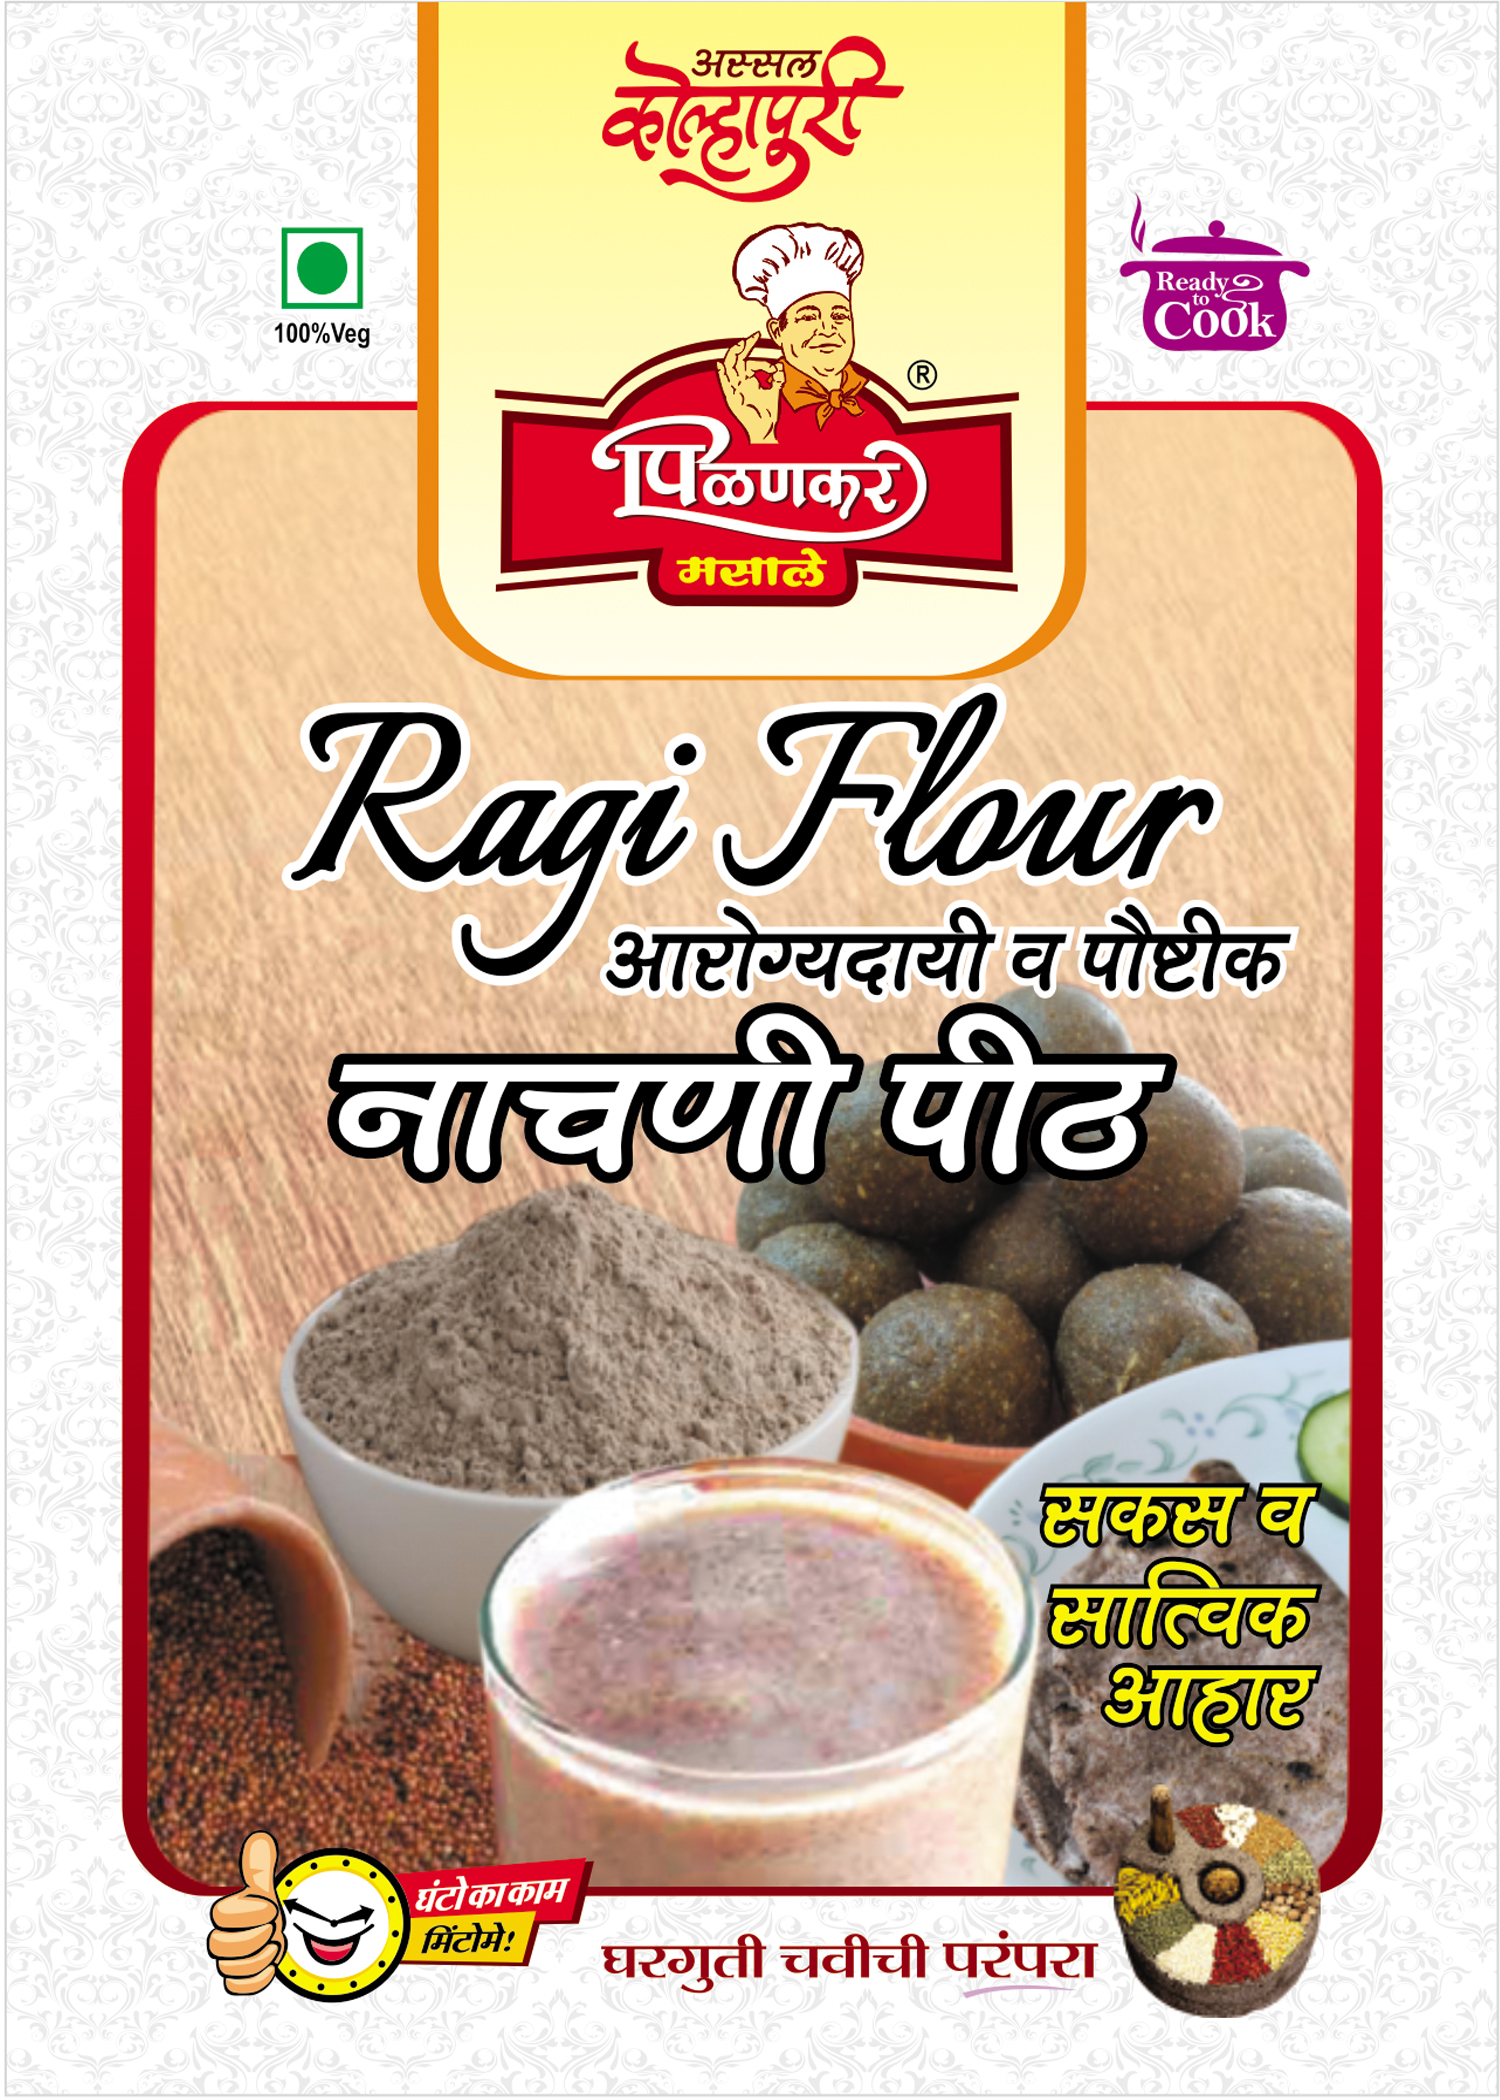 अस्सल
कोल्हापुरी
100%Veg
Ready
to
Cook
®
पिळणकर
मसाले
Ragi Flour
आरोग्यदायी व पौष्टीक
नाचणी पीठ
सकस व
सात्विक
आहार
घंटो का काम
मिंटोमे!
घरगुती चवीची परंपरा